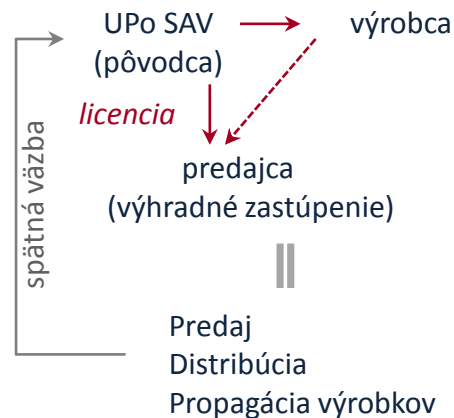 UPo SAV
(pôvodca)
výrobca
licencia
predajca
(výhradné zastúpenie)
spätná väzba
Predaj
Distribúcia
Propagácia výrobkov